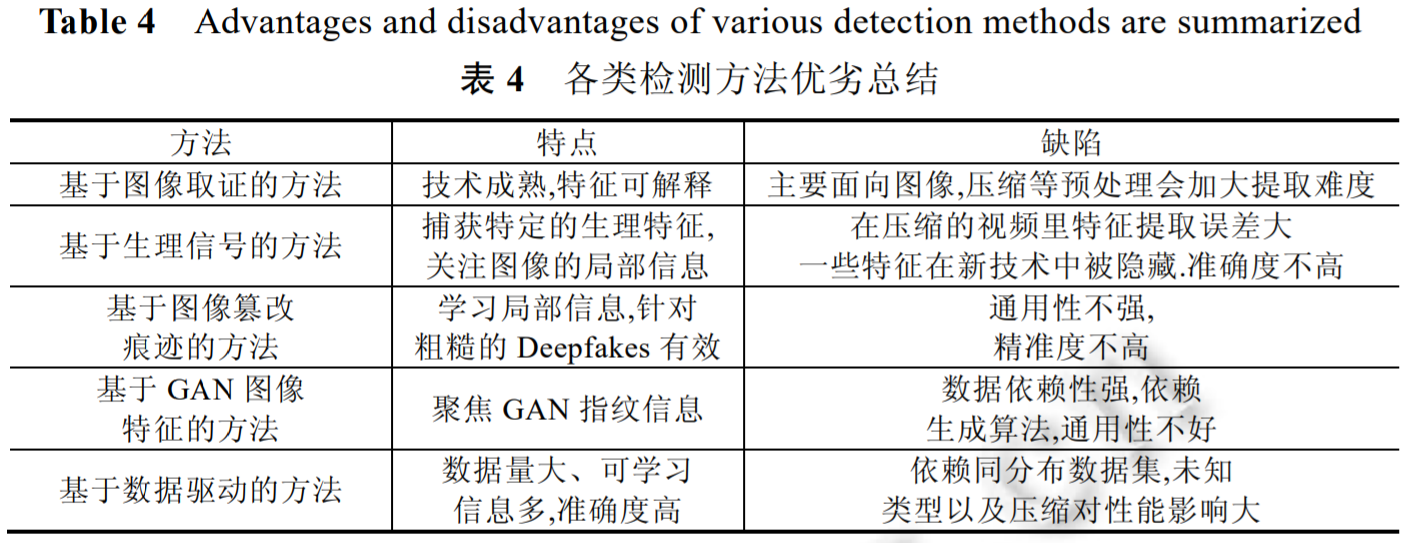 Table 4 Advantages and disadvantages of various detection methods are summarized
表 4 各类检测方法优劣总结
方法 特点 缺陷
基于图像取证的方法 技术成熟,特征可解释 主要面向图像,压缩等预处理会加大提取难度
基于生理信号的方法
捕获特定的生理特征,
关注图像的局部信息
在压缩的视频里特征提取误差大
一些特征在新技术中被隐藏.准确度不高
基于图像篡改
痕迹的方法
学习局部信息,针对
粗糙的 Deepfakes 有效
通用性不强,
精准度不高
基于 GAN 图像
特征的方法
聚焦 GAN 指纹信息
数据依赖性强,依赖
生成算法,通用性不好
基于数据驱动的方法
数据量大、可学习
信息多,准确度高
依赖同分布数据集,未知
类型以及压缩对性能影响大